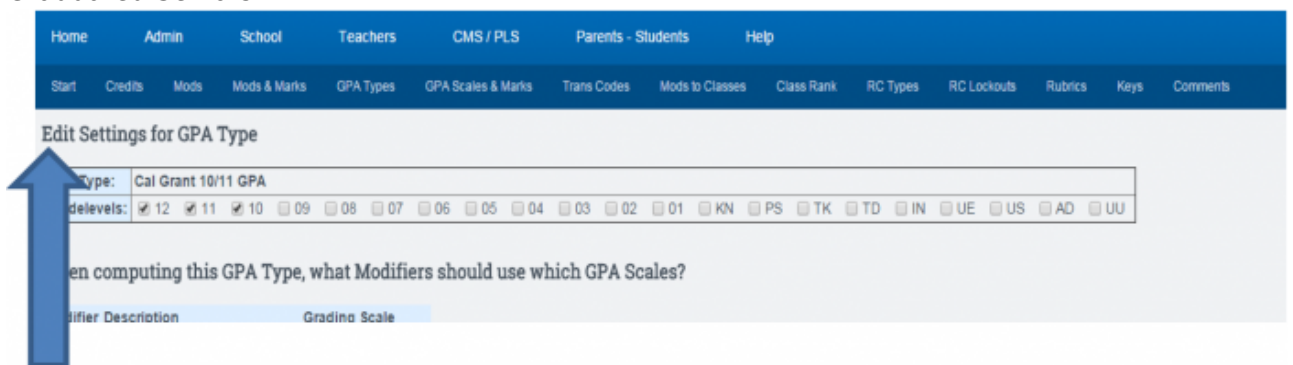 Home Admin School Teachers CMS / PLS Parents - Students Help
Start Credits Mods Mods & Marks GPA Types GPA Scales & Marks Trans Codes Mods to Classes Class Rank RC Types RC Lockouts Rubrics Keys Comments
Edit Settings for GPA Type
ype: Cal Grant 10/11 GPA
delevels: 12 11 10 09 08 07 06 05 04 03 02 01 KN PS TK TD IN UE US AD UU
en computing this GPA Type, what Modifiers should use which GPA Scales?
difier Description Grading Scale